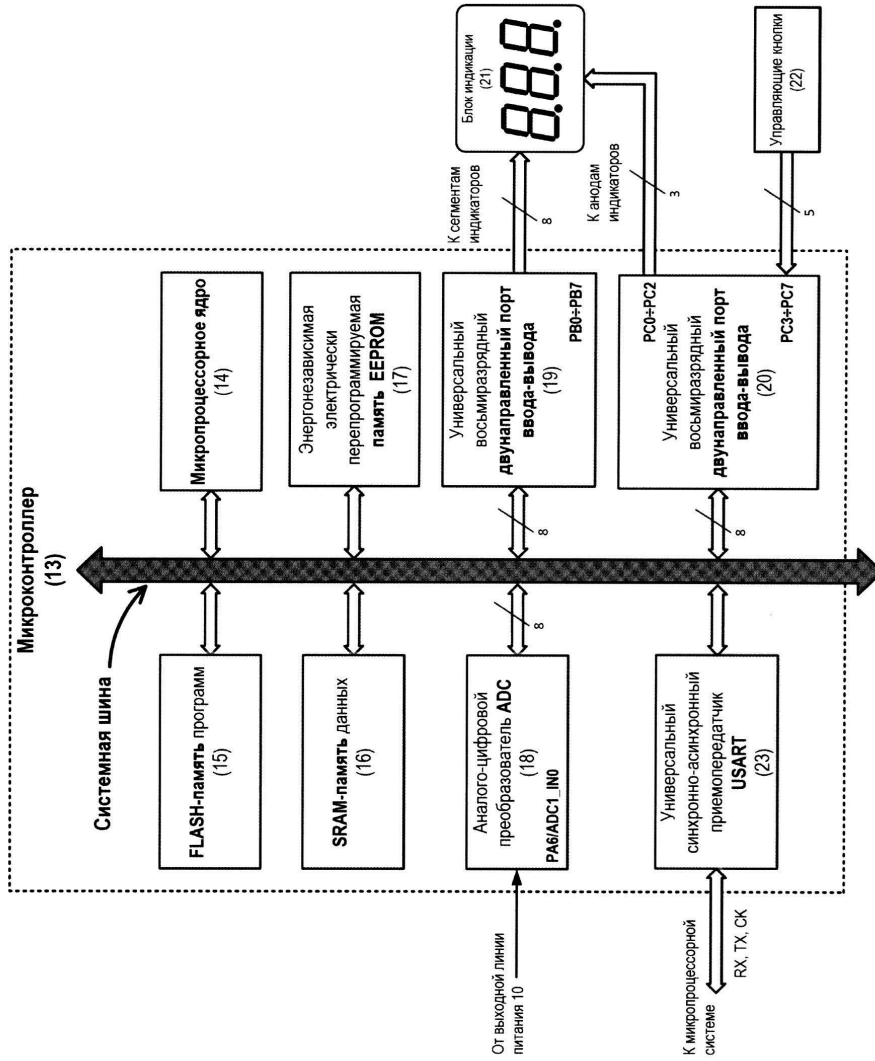 Микроконтроллер
(13)
Системная шина
FLASH-память программ
(15)
Микропроцессорное ядро
(14)
SRAM-память данных
(16)
Энергонезависимая
электрически
перепрограммируемая
память EEPROM
(17)
От выходной линии
питания 10
Аналого-цифровой
преобразователь ADC
(18)
PA6/ADC1_IN0
8
8
Универсальный
восьмиразрядный
двунаправленный порт
ввода-вывода
(19)
PB0÷PB7
К сегментам
индикаторов
8
Блок индикации
(21)
8.8.8.
К микропроцессорной
системе
RX, TX, CK
Универсальный
синхронно-асинхронный
приемопередатчик
USART
(23)
8
PC0÷PC2
Универсальный
восьмиразрядный
двунаправленный порт
ввода-вывода
(20)
PC3÷PC7
К анодам
индикаторов
3
5
Управляющие кнопки
(22)